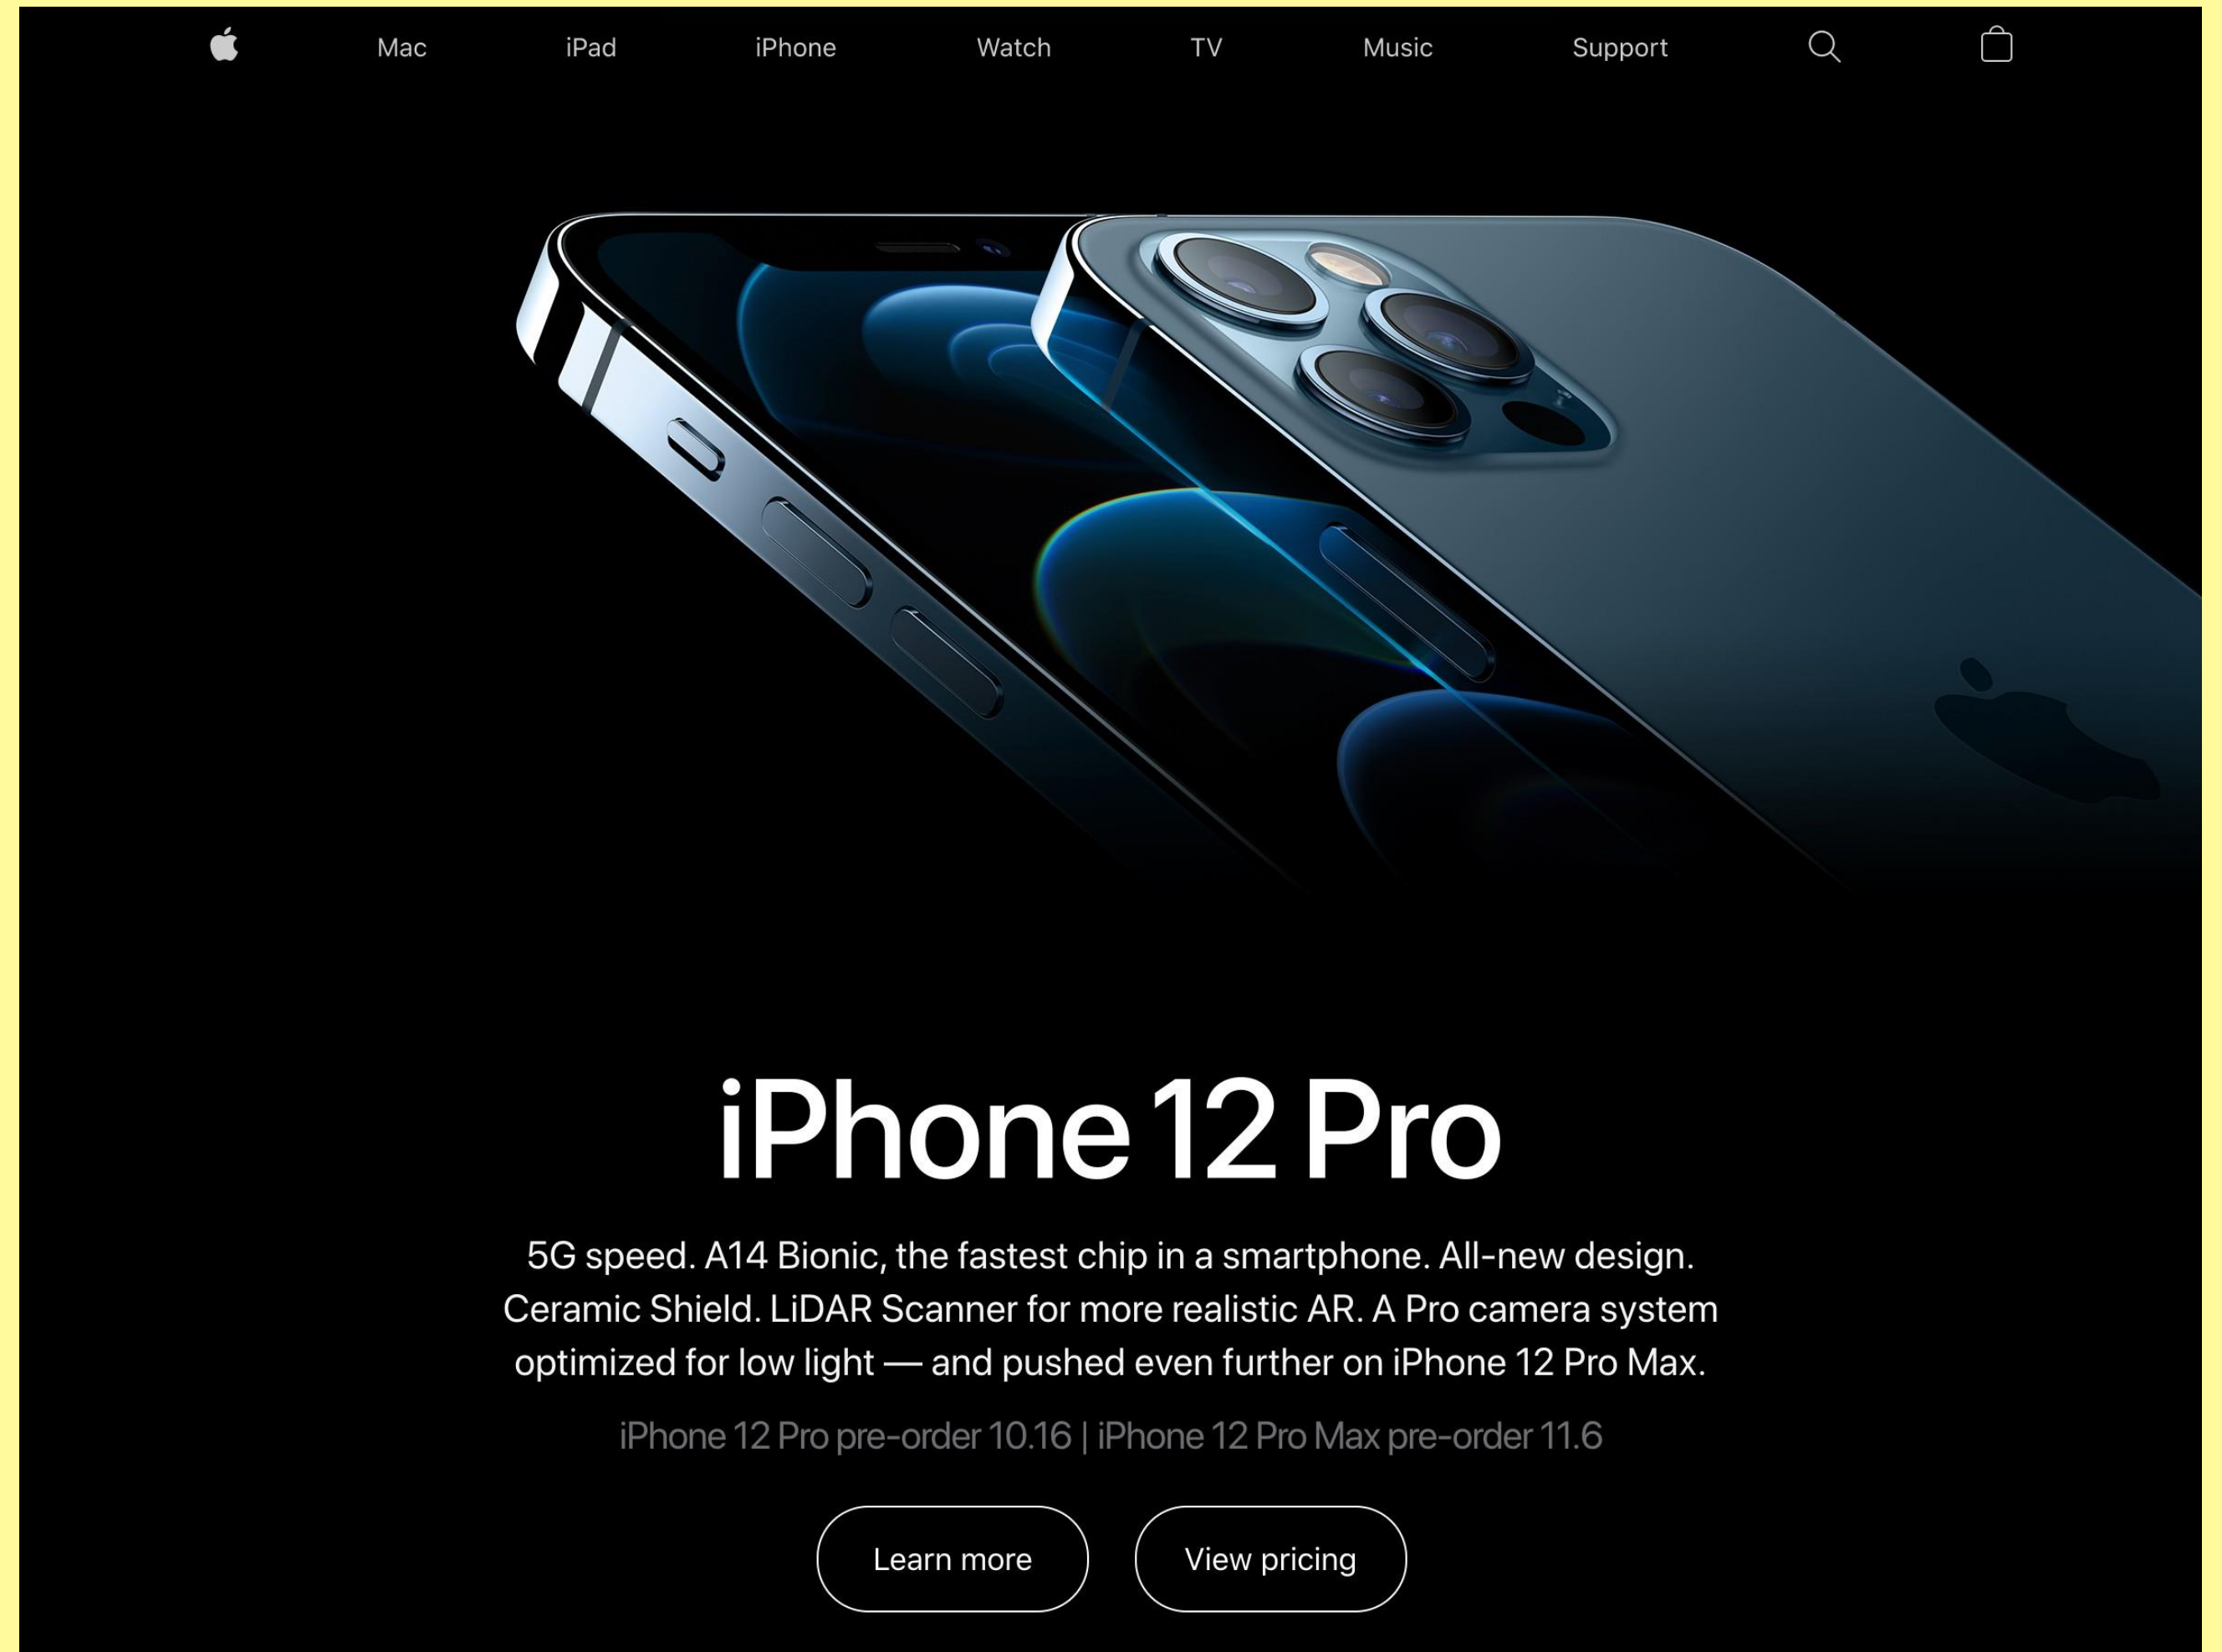 Mac iPad iPhone Watch TV Music Support
iPhone 12 Pro
5G speed. A14 Bionic, the fastest chip in a smartphone. All-new design.
Ceramic Shield. LiDAR Scanner for more realistic AR. A Pro camera system
optimized for low light — and pushed even further on iPhone 12 Pro Max.
iPhone 12 Pro pre-order 10.16 | iPhone 12 Pro Max pre-order 11.6
Learn more View pricing